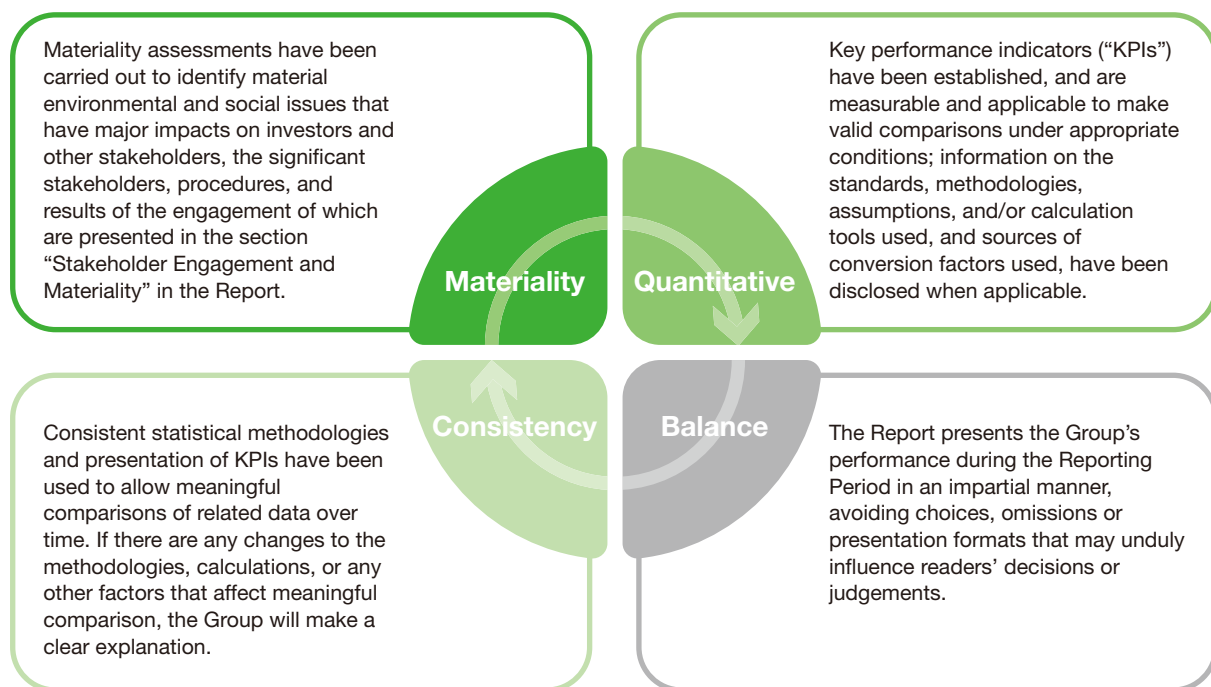 Materiality assessments have been
carried out to identify material
environmental and social issues that
have major impacts on investors and
other stakeholders, the significant
stakeholders, procedures, and
results of the engagement of which
are presented in the section
“Stakeholder Engagement and
Materiality” in the Report.
Materiality
Key performance indicators (“KPIs”)
have been established, and are
measurable and applicable to make
valid comparisons under appropriate
conditions; information on the
standards, methodologies,
assumptions, and/or calculation
tools used, and sources of
conversion factors used, have been
disclosed when applicable.
Quantitative
Consistent statistical methodologies
and presentation of KPIs have been
used to allow meaningful
comparisons of related data over
time. If there are any changes to the
methodologies, calculations, or any
other factors that affect meaningful
comparison, the Group will make a
clear explanation.
Consistency
Balance
The Report presents the Group’s
performance during the Reporting
Period in an impartial manner,
avoiding choices, omissions or
presentation formats that may unduly
influence readers’ decisions or
judgements.